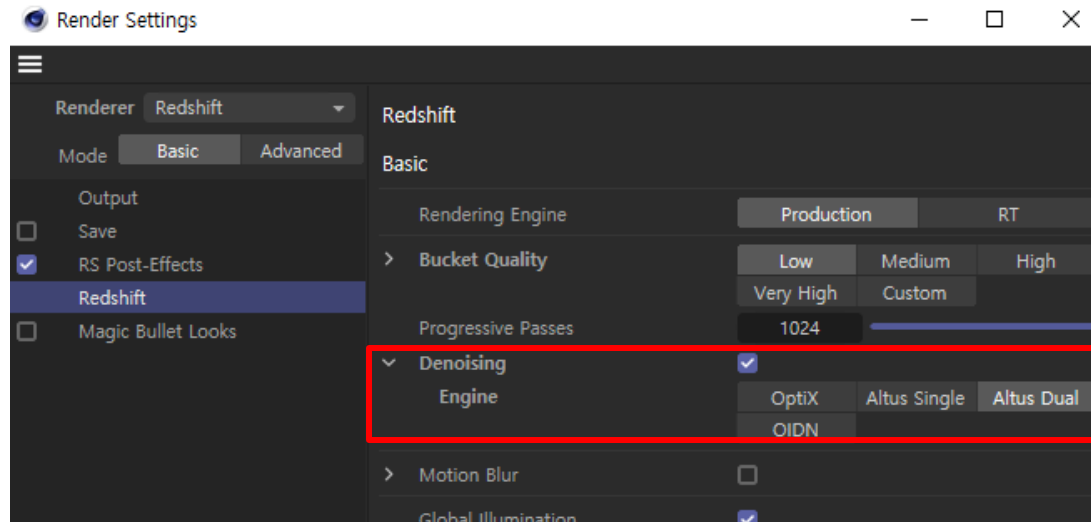 Render Settings
Renderer Redshift
Mode Basic Advanced
Output
Save
RS Post-Effects
Redshift
Magic Bullet Looks
Redshift
Basic
Rendering Engine Production RT
Bucket Quality Low Medium High
Very High Custom
Progressive Passes 1024
Denoising
Engine OptiX Altus Single Altus Dual
OIDN
Motion Blur
Global Illumination